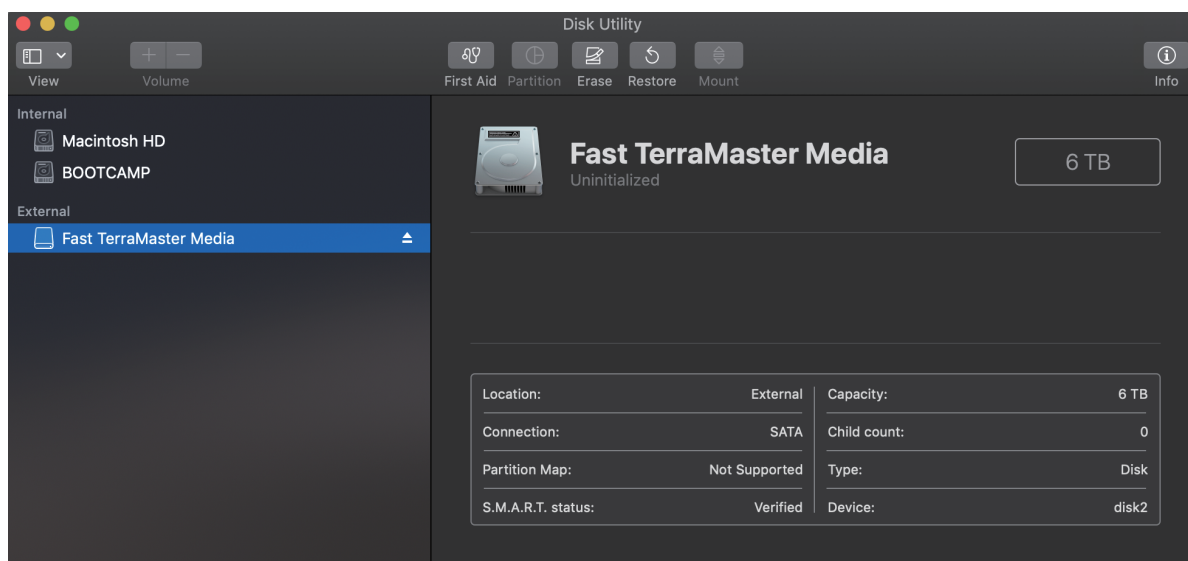 Disk Utility
View
Volume
First Aid
Partition
Erase
Restore
Mount
Info
Internal
Macintosh HD
BOOTCAMP
External
Fast TerraMaster Media
Fast TerraMaster Media
Uninitialized
6 TB
Location: External
Capacity: 6 TB
Connection: SATA
Child count: 0
Partition Map: Not Supported
Type: Disk
S.M.A.R.T. status: Verified
Device: disk2